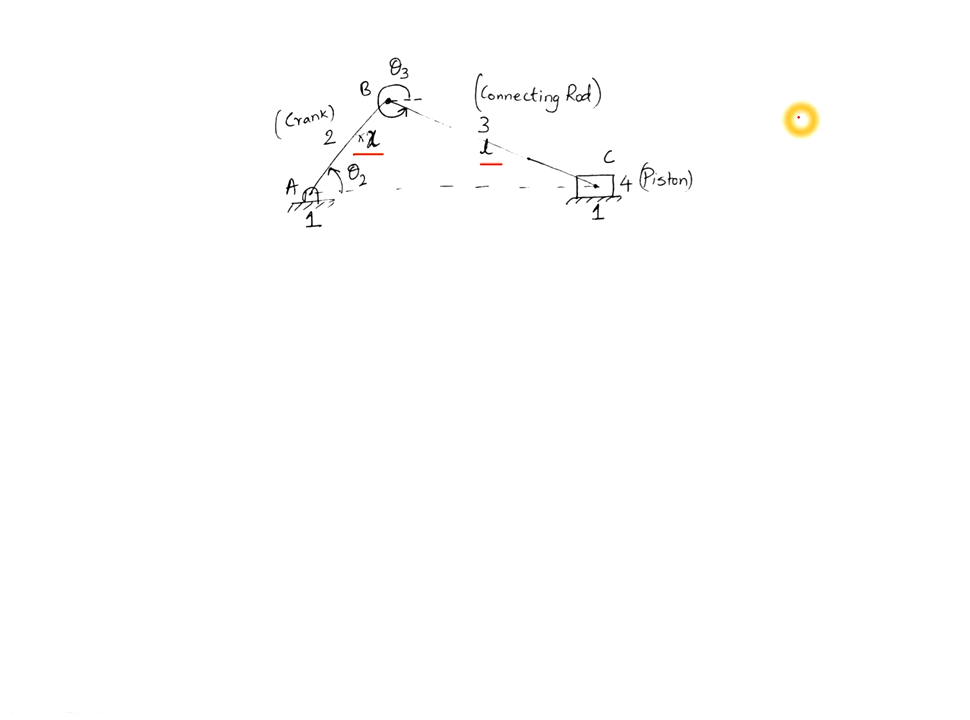 θ3
B
(Connecting Rod)
(Crank)
2
3
l
C
θ2
A
4 (Piston)
1
1